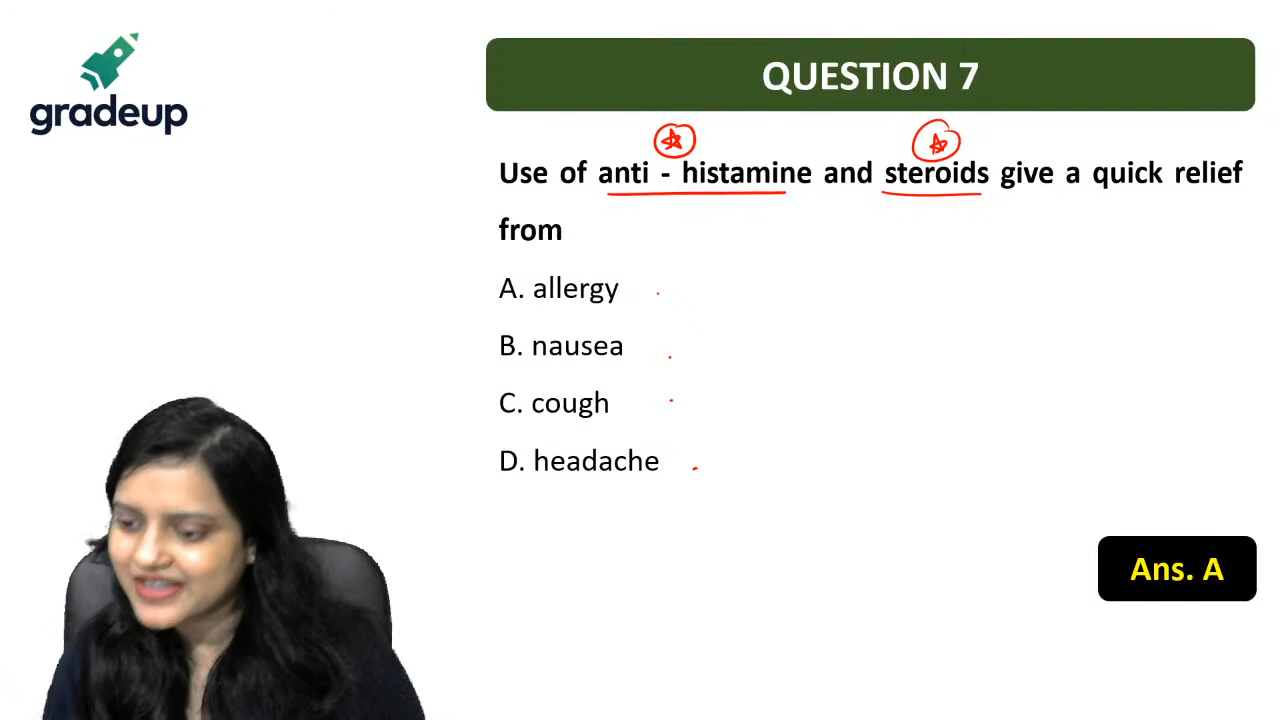 gradeup
QUESTION 7
Use of anti - histamine and steroids give a quick relief
from
A. allergy
B. nausea
C. cough
D. headache
Ans. A